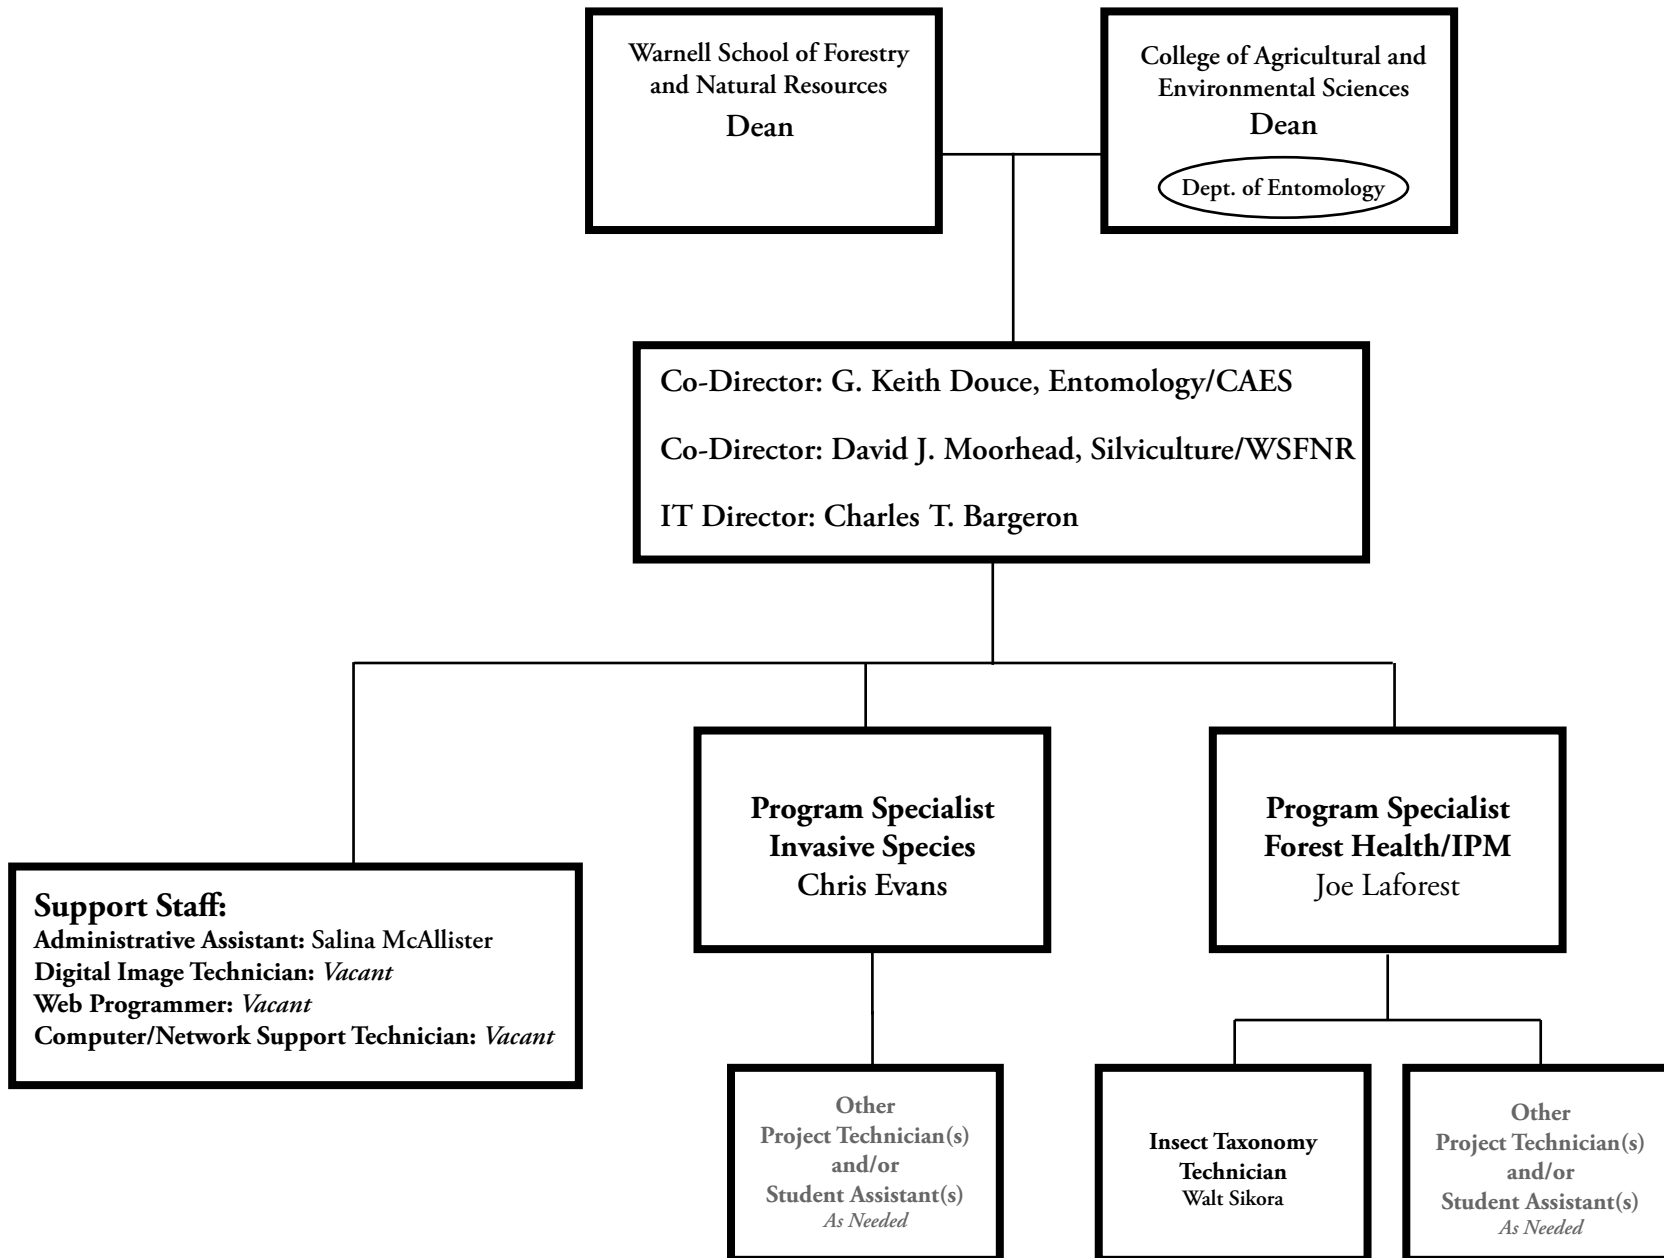 Warnell School of Forestry
and Natural Resources
Dean
College of Agricultural and
Environmental Sciences
Dean
Dept. of Entomology
Co-Director: G. Keith Douce, Entomology/CAES
Co-Director: David J. Moorhead, Silviculture/WSFNR
IT Director: Charles T. Bargeron
Support Staff:
Administrative Assistant: Salina McAllister
Digital Image Technician: Vacant
Web Programmer: Vacant
Computer/Network Support Technician: Vacant
Program Specialist
Invasive Species
Chris Evans
Program Specialist
Forest Health/IPM
Joe Laforest
Other
Project Technician(s)
and/or
Student Assistant(s)
As Needed
Insect Taxonomy
Technician
Walt Sikora
Other
Project Technician(s)
and/or
Student Assistant(s)
As Needed